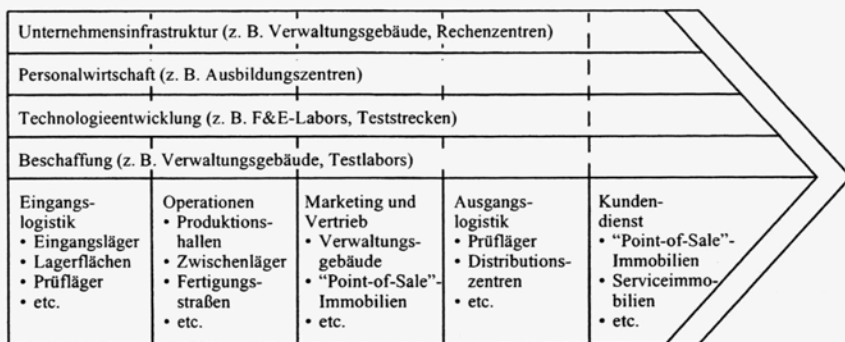 Unternehmensinfrastruktur (z. B. Verwaltungsgebäude, Rechenzentren)
Personalwirtschaft (z. B. Ausbildungszentren)
Technologieentwicklung (z. B. F&E-Labors, Teststrecken)
Beschaffung (z. B. Verwaltungsgebäude, Testlabors)
Eingangs-
logistik
• Eingangsläger
• Lagerflächen
• Prüfläger
• etc.
Operationen
• Produktions-
hallen
• Zwischenläger
• Fertigungs-
straßen
• etc.
Marketing und
Vertrieb
• Verwaltungs-
gebäude
• “Point-of-Sale”-
Immobilien
• etc.
Ausgangs-
logistik
• Prüfläger
• Distributions-
zentren
• etc.
Kunden-
dienst
• “Point-of-Sale”-
Immobilien
• Serviceimmo-
bilien
• etc.